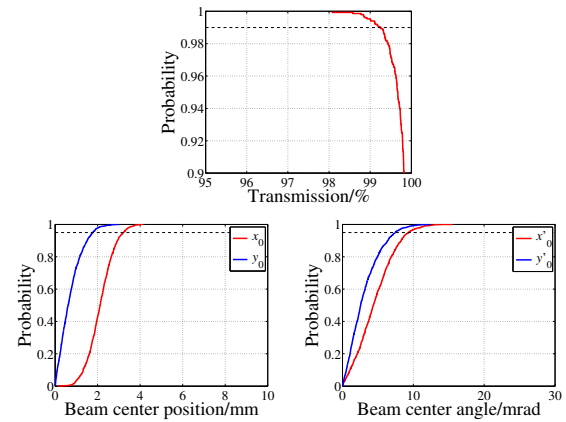 1
0.98
0.96
0.94
0.92
0.9
Probability
95 96 97 98 99 100
Transmission/%
1
0.8
0.6
0.4
0.2
0
Probability
x0
y0
0 2 4 6 8 10
Beam center position/mm
1
0.8
0.6
0.4
0.2
0
Probability
x'0
y'0
0 10 20 30
Beam center angle/mrad